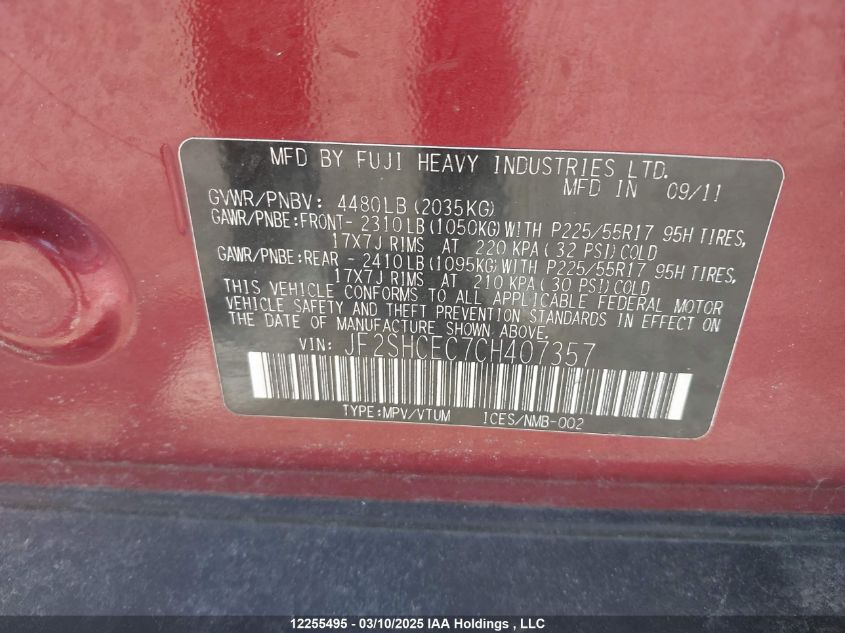 MFD BY FUJI HEAVY INDUSTRIES LTD.
MFD IN 09/11
GVWR/PNBV: 4480LB(2035KG)
GAWR/PNBE:FRONT- 2310LB(1050KG)WITH P225/55R17 95H TIRES,
17X7J RIMS AT 220 KPA( 32 PSI)COLD
GAWR/PNBE:REAR - 2410LB(1095KG)WITH P225/55R17 95H TIRES,
17X7J RIMS AT 210 KPA( 30 PSI)COLD
THIS VEHICLE CONFORMS TO ALL APPLICABLE FEDERAL MOTOR
VEHICLE SAFETY AND THEFT PREVENTION STANDARDS IN EFFECT ON
THE DATE OF MANUFACTURE SHOWN ABOVE.
VIN: JF2SHCEC7CH407357
TYPE:MPV/VTUM ICES/NMB-002
12255495 - 03/10/2025 IAA Holdings , LLC